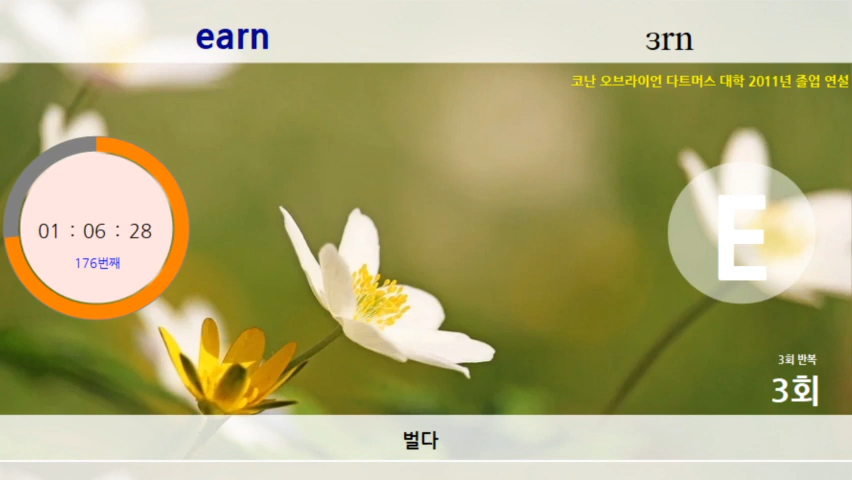 earn
ɜrn
코난 오브라이언 다트머스 대학 2011년 졸업 연설
01 : 06 : 28
176번째
E
3회 반복
3회
벌다